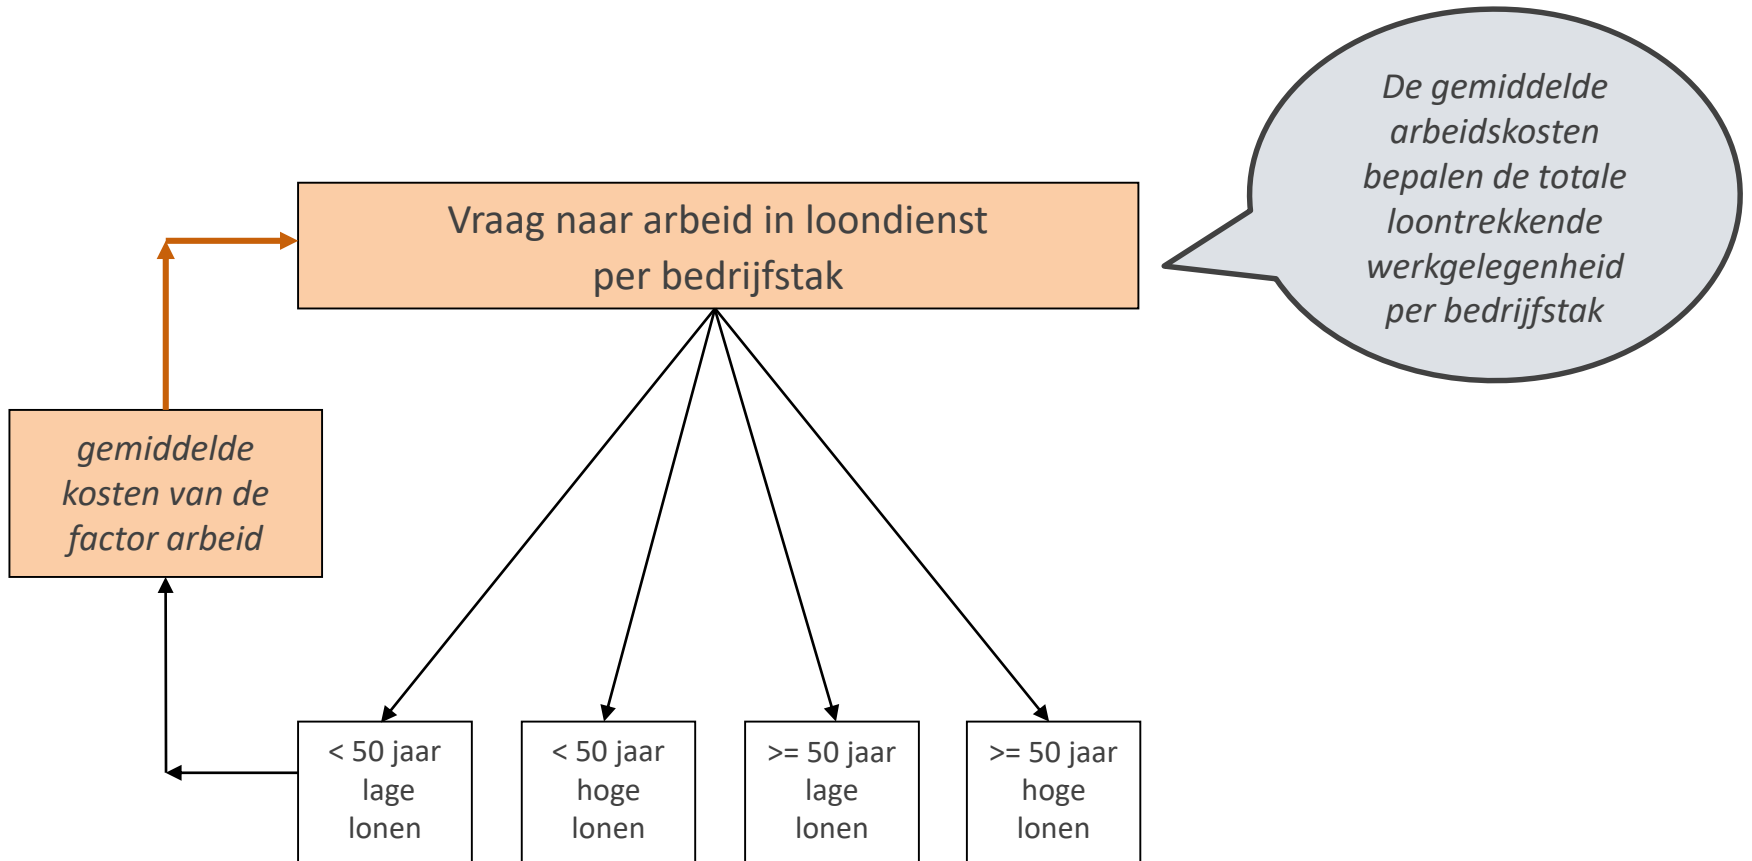 De gemiddelde
arbeidskosten
bepalen de totale
loontrekkende
werkgelegenheid
per bedrijfstak
Vraag naar arbeid in loondienst
per bedrijfstak
gemiddelde
kosten van de
factor arbeid
< 50 jaar
lage
lonen
< 50 jaar
hoge
lonen
>= 50 jaar
lage
lonen
>= 50 jaar
hoge
lonen